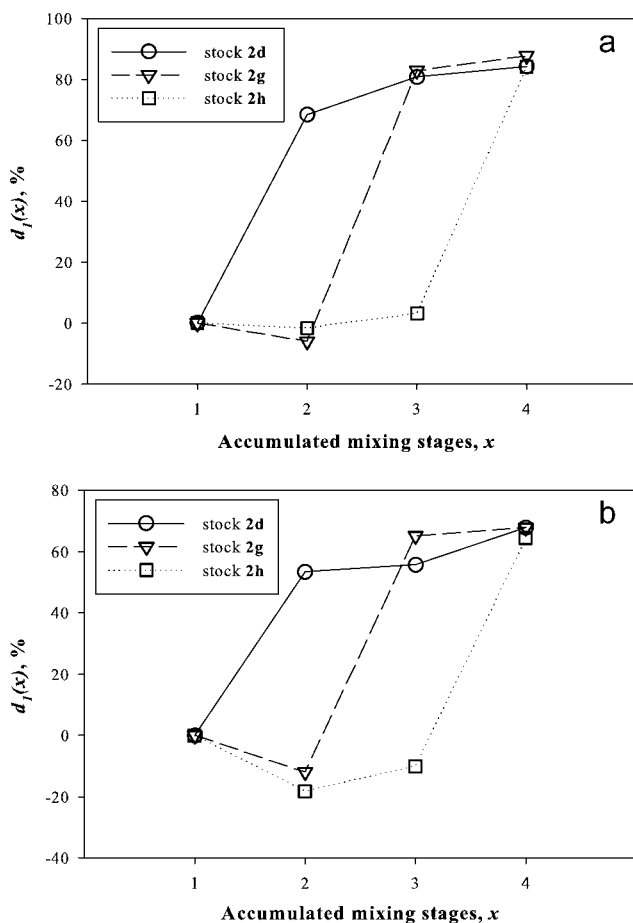 a
stock 2d
stock 2g
stock 2h
100
80
60
40
20
0
-20
d1(x), %
1 2 3 4
Accumulated mixing stages, x
b
stock 2d
stock 2g
stock 2h
80
60
40
20
0
-20
-40
d1(x), %
1 2 3 4
Accumulated mixing stages, x